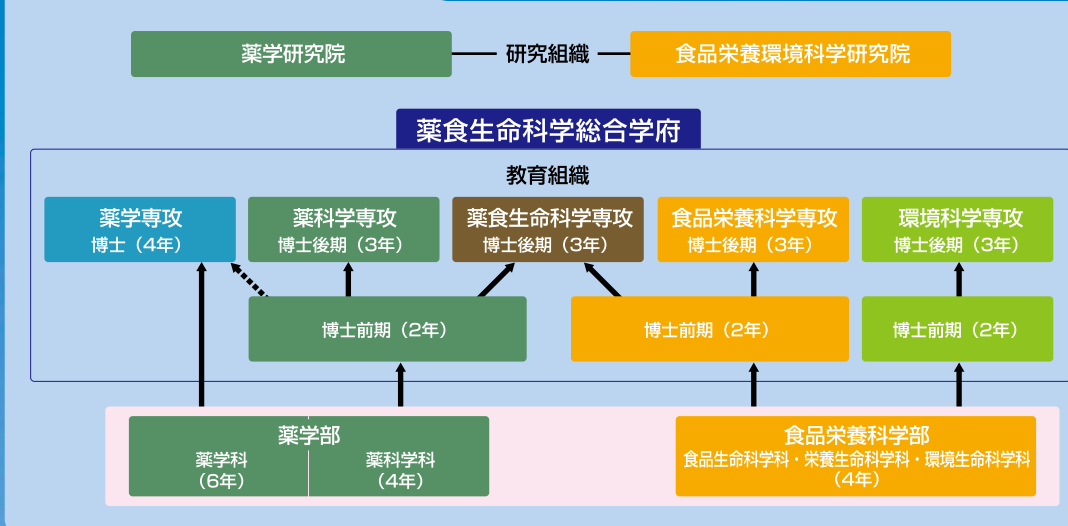 薬学研究院
研究組織
食品栄養環境科学研究院
薬食生命科学総合学府
教育組織
薬学専攻
博士（4年）
薬科学専攻
博士後期（3年）
薬食生命科学専攻
博士後期（3年）
食品栄養科学専攻
博士後期（3年）
環境科学専攻
博士後期（3年）
博士前期（2年）
博士前期（2年）
博士前期（2年）
薬学部
薬学科
（6年）
薬科学科
（4年）
食品栄養科学部
食品生命科学科・栄養生命科学科・環境生命科学科
（4年）